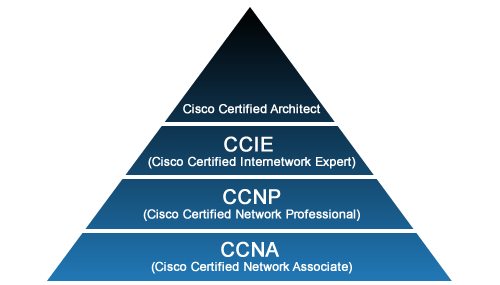 Cisco Certified Architect
CCIE
(Cisco Certified Internetwork Expert)
CCNP
(Cisco Certified Network Professional)
CCNA
(Cisco Certified Network Associate)